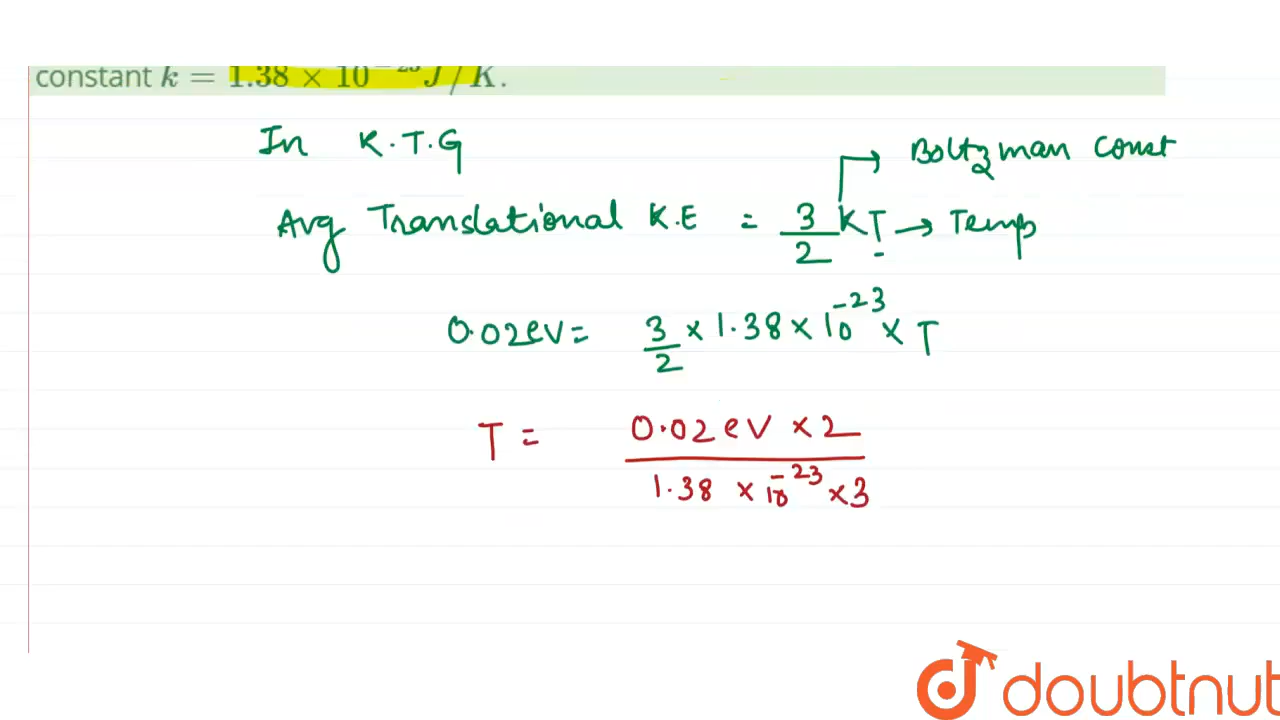 constant k = 1.38 × 10⁻²³ J / K.
In K.T.G
Boltzman Const
Avg Translational K.E = 3/2 KT → Temp
0.02eV = 3/2 × 1.38 × 10⁻²³ × T
T = 0.02 eV × 2 / 1.38 × 10⁻²³ × 3
doubtnut